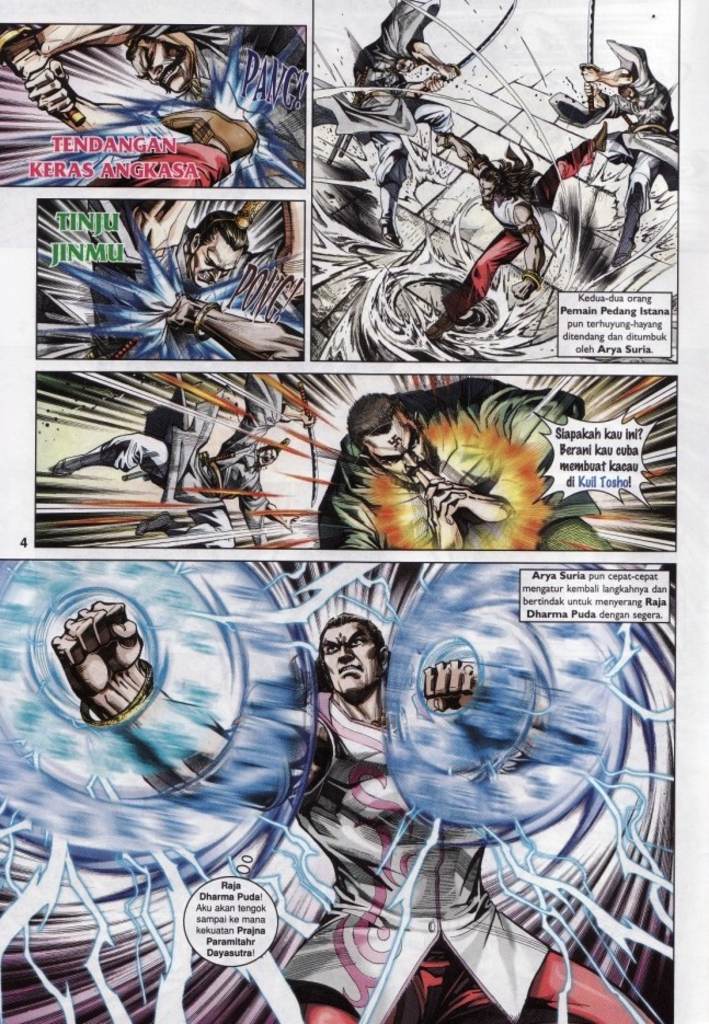 PANG!
TENDANGAN
KERAS ANGKASA
TINJU
JINMU
PONG!
Kedua-dua orang
Pemain Pedang Istana
pun terhuyung-hayang
ditendang dan ditumbuk
oleh Arya Suria.
Siapakah kau ini?
Berani kau cuba
membuat kacau
di Kuil Tosho!
4
Arya Suria pun cepat-cepat
mengatur kembali langkahnya dan
bertindak untuk menyerang Raja
Dharma Puda dengan segera.
Raja
Dharma Puda!
Aku akan tengok
sampai ke mana
kekuatan Prajna
Paramitahr
Dayasutra!